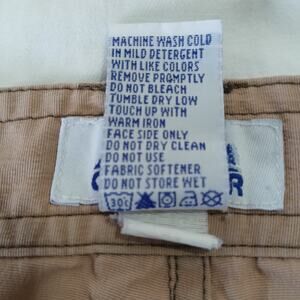 MACHINE WASH COLD
IN MILD DETERGENT
WITH LIKE COLORS
REMOVE PROMPTLY
DO NOT BLEACH
TUMBLE DRY LOW
TOUCH UP WITH
WARM IRON
FACE SIDE ONLY
DO NOT DRY CLEAN
DO NOT USE
FABRIC SOFTENER
DO NOT STORE WET
30°